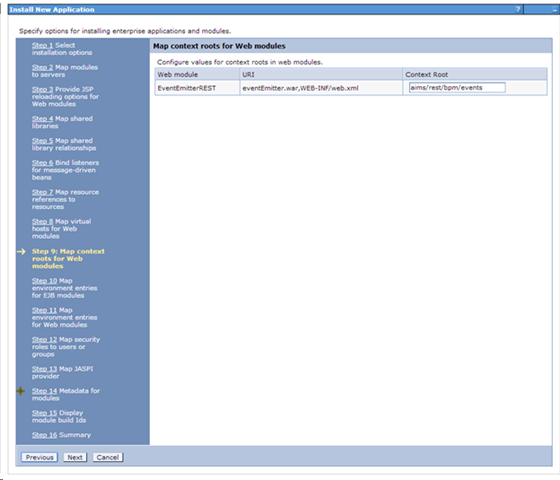 Install New Application
?
Specify options for installing enterprise applications and modules.
Step 1 Select
installation options
Step 2 Map modules
to servers
Step 3 Provide JSP
reloading options for
Web modules
Step 4 Map shared
libraries
Step 5 Map shared
library relationships
Step 6 Bind listeners
for message-driven
beans
Step 7 Map resource
references to
resources
Step 8 Map virtual
hosts for Web
modules
Step 9: Map context
roots for Web
modules
Step 10 Map
environment entries
for EJB modules
Step 11 Map
environment entries
for Web modules
Step 12 Map security
roles to users or
groups
Step 13 Map JASPI
provider
Step 14 Metadata for
modules
Step 15 Display
module build Ids
Step 16 Summary
Map context roots for Web modules
Configure values for context roots in web modules.
Web module URI Context Root
EventEmitterREST eventEmitter.war,WEB-INF/web.xml aims/rest/bpm/events
Previous Next Cancel